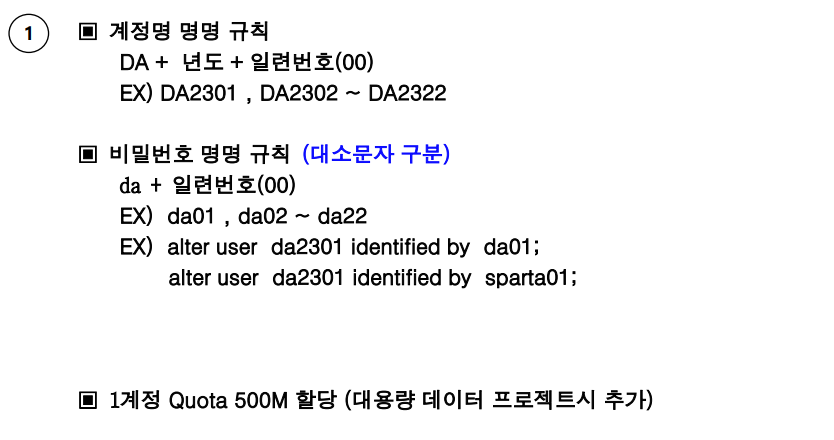 1 ▣ 계정명 명명 규칙
DA + 년도 + 일련번호(00)
EX) DA2301 , DA2302 ~ DA2322
▣ 비밀번호 명명 규칙 (대소문자 구분)
da + 일련번호(00)
EX) da01 , da02 ~ da22
EX) alter user da2301 identified by da01;
alter user da2301 identified by sparta01;
▣ 1계정 Quota 500M 할당 (대용량 데이터 프로젝트시 추가)